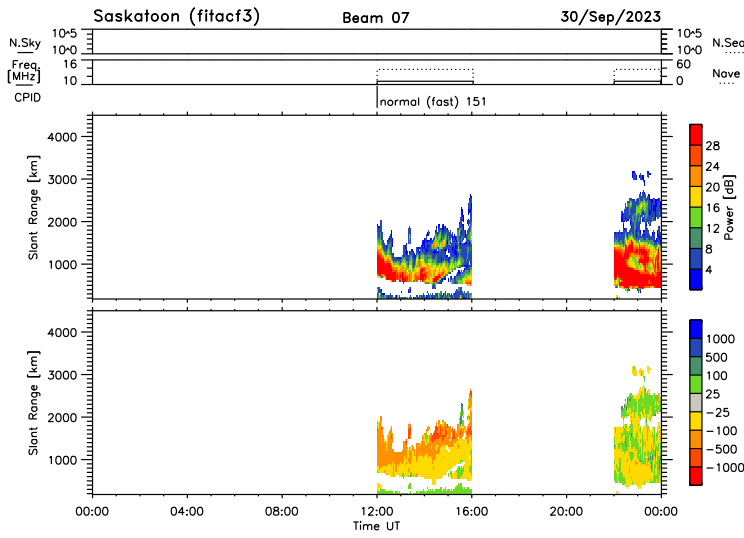 Saskatoon (fitacf3) Beam 07 30/Sep/2023
N.Sky 10^5 10^0 10^5 10^0 N.Sea
Freq. [MHz] 16 10 60 0 Nave
CPID normal (fast) 151
Slant Range [km] 4000 3000 2000 1000
28 24 20 16 12 8 4 Power [dB]
Slant Range [km] 4000 3000 2000 1000
1000 500 100 25 -25 -100 -500 -1000
00:00 04:00 08:00 12:00 16:00 20:00 00:00
Time UT